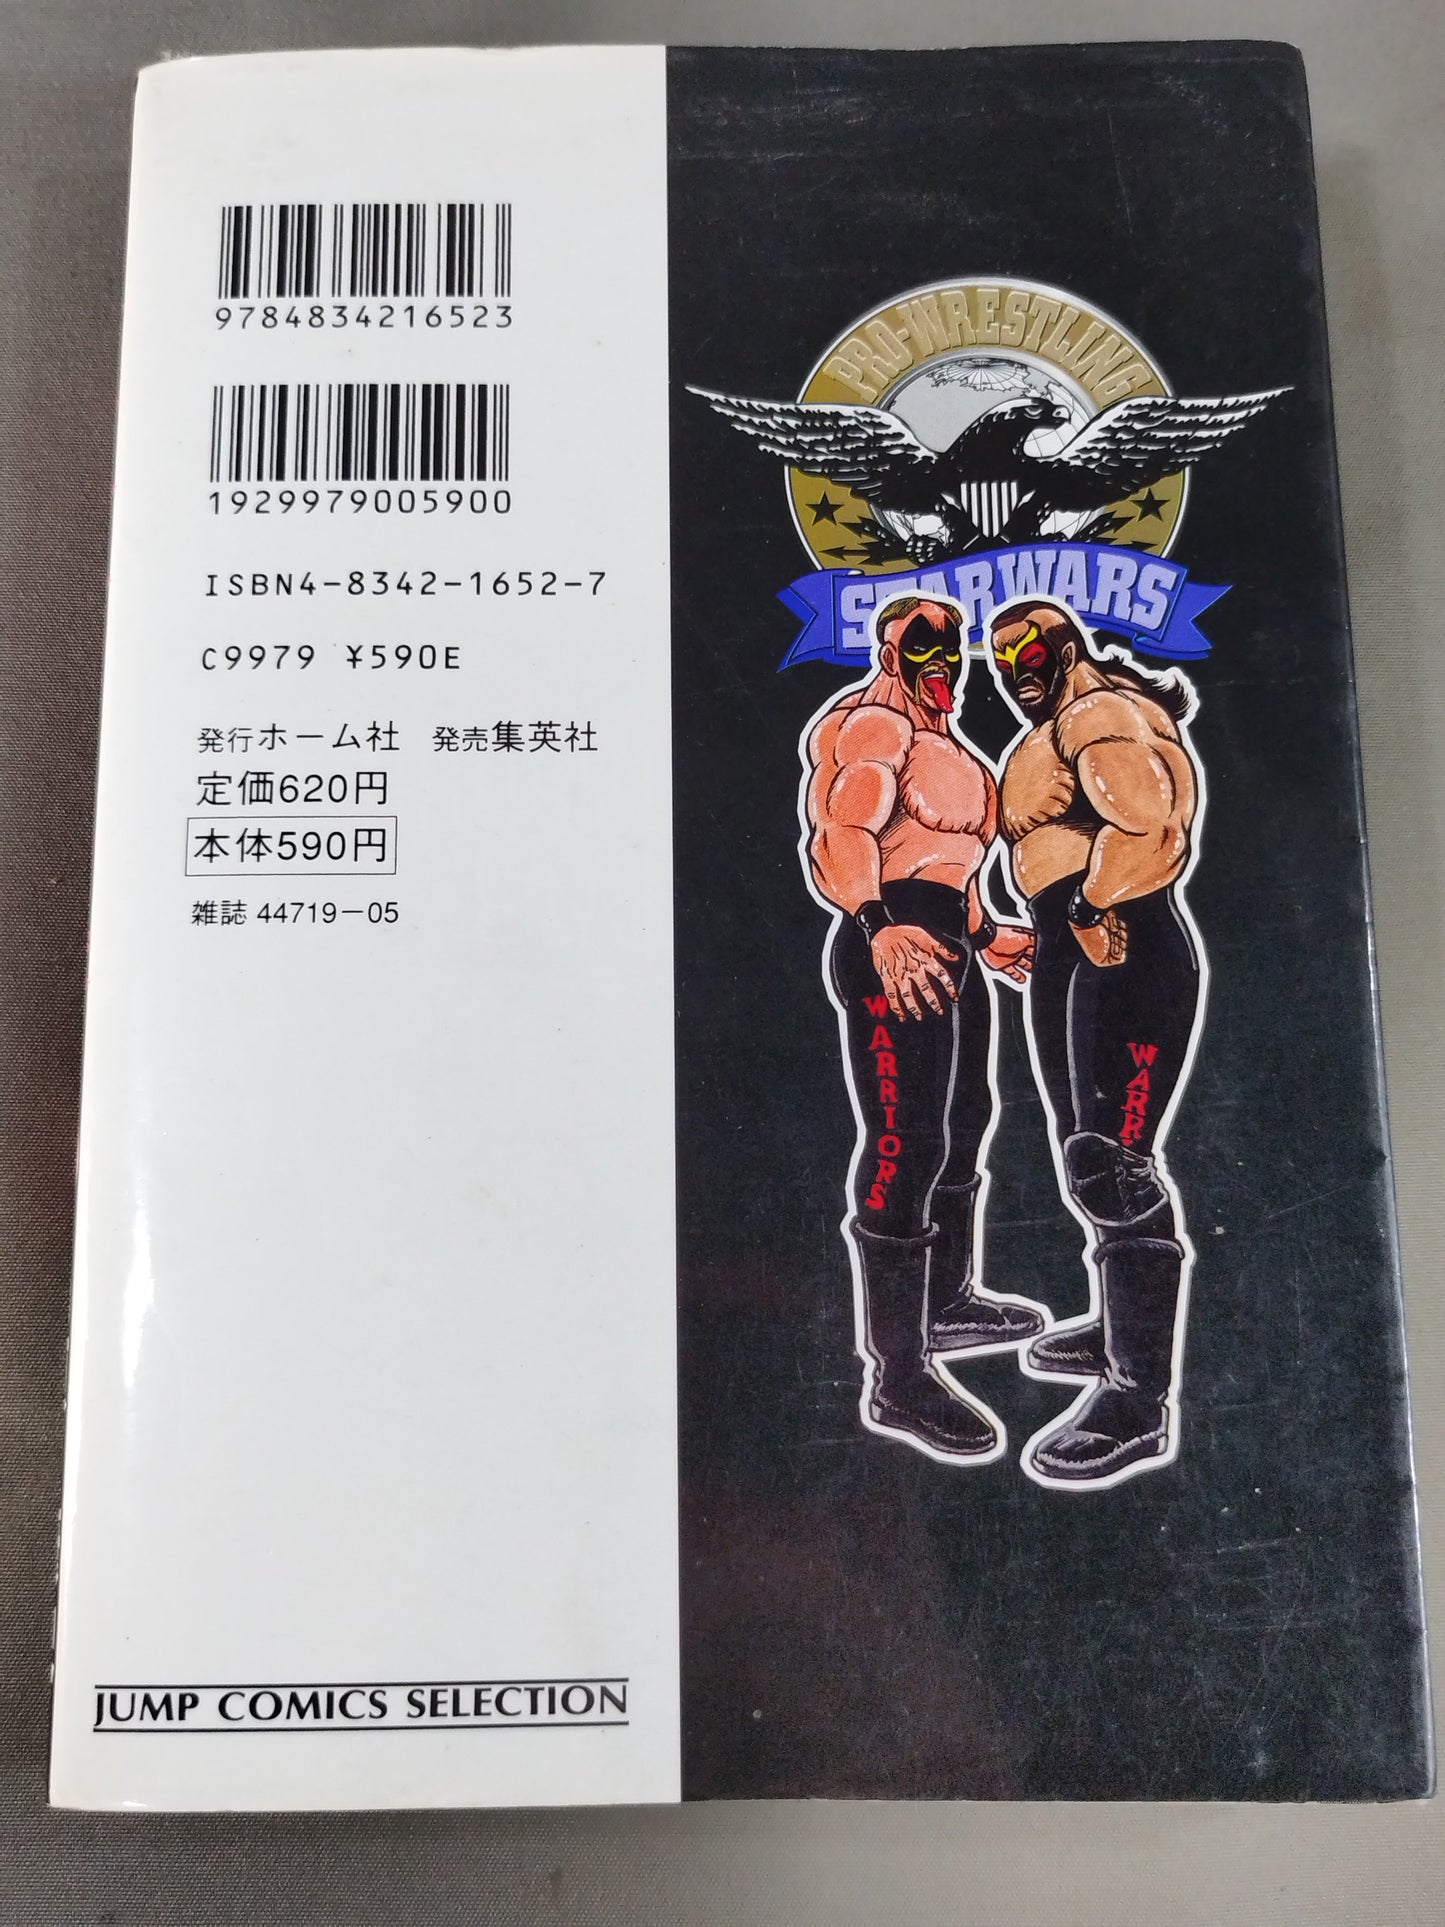 9784834216523
1929979005900
ISBN4-8342-1652-7
C9979 ¥590E
発行ホーム社 発売集英社
定価620円
本体590円
雑誌 44719-05
JUMP COMICS SELECTION
PRO-WRESTLING
STARWARS
WARRIORS
WARR